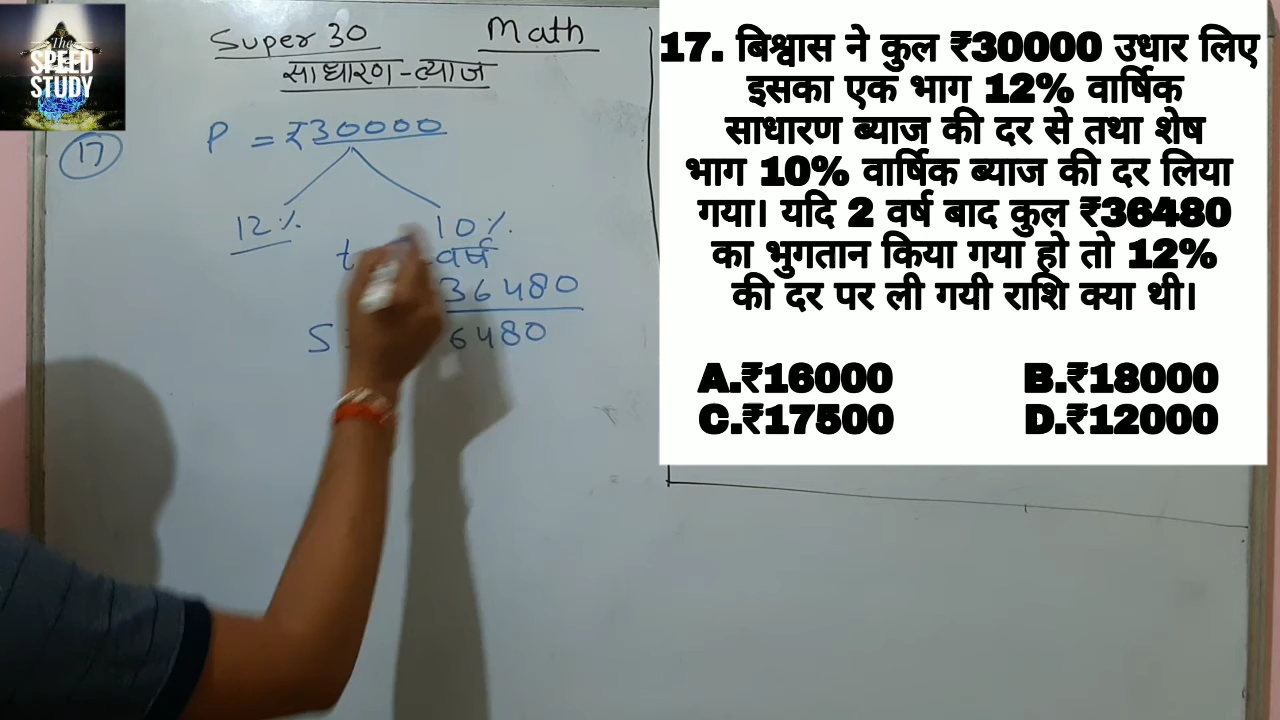 The
SPEED
STUDY
Super 30 Math
साधारण-ब्याज
17 P = ₹30000
12% 10%
t वर्ष
36480
S 6480
17. बिश्वास ने कुल ₹30000 उधार लिए
इसका एक भाग 12% वार्षिक
साधारण ब्याज की दर से तथा शेष
भाग 10% वार्षिक ब्याज की दर लिया
गया। यदि 2 वर्ष बाद कुल ₹36480
का भुगतान किया गया हो तो 12%
की दर पर ली गयी राशि क्या थी।
A.₹16000 B.₹18000
C.₹17500 D.₹12000